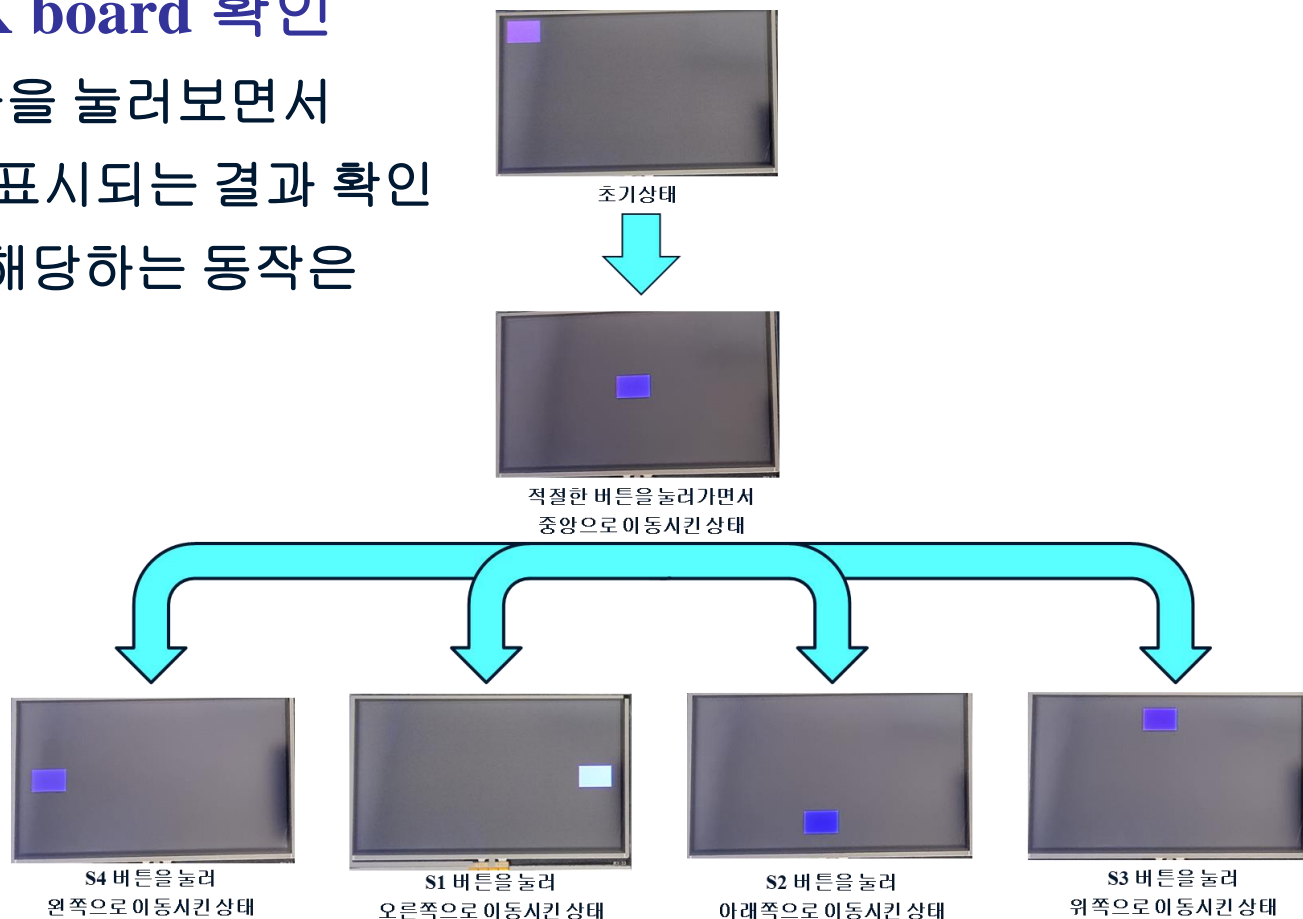 board 확인
을 눌러보면서
표시되는 결과 확인
해당하는 동작은
초기상태
적절한 버튼을 눌러가면서
중앙으로 이동시킨 상태
S4 버튼을 눌러
왼쪽으로 이동시킨 상태
S1 버튼을 눌러
오른쪽으로 이동시킨 상태
S2 버튼을 눌러
아래쪽으로 이동시킨 상태
S3 버튼을 눌러
위쪽으로 이동시킨 상태